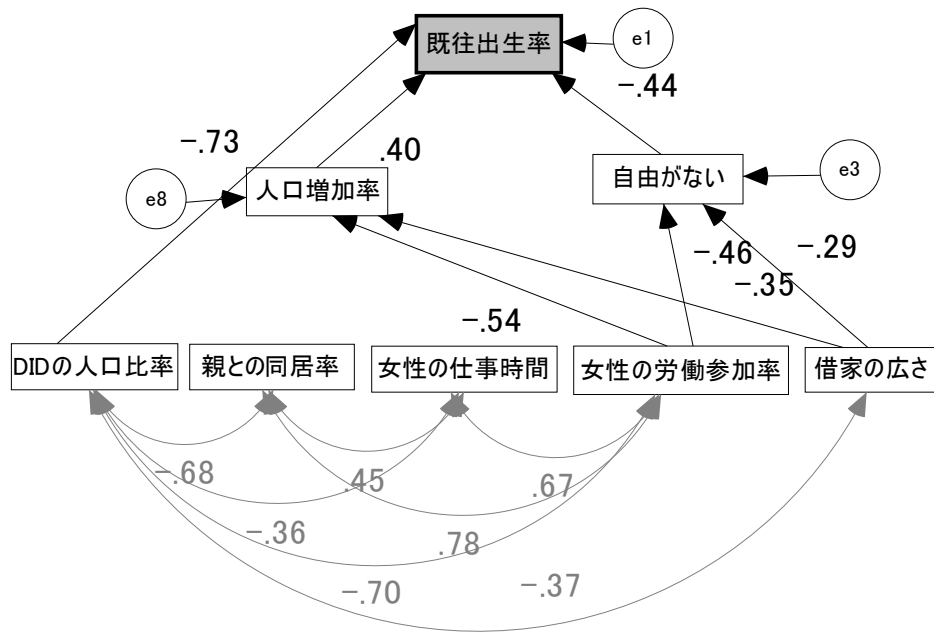 既往出生率
e1
-.44
-.73
.40
人口増加率
自由がない
e8
e3
-.46
-.29
-.35
-.54
DIDの人口比率
親との同居率
女性の仕事時間
女性の労働参加率
借家の広さ
-.68
.45
.67
-.36
.78
-.70
-.37